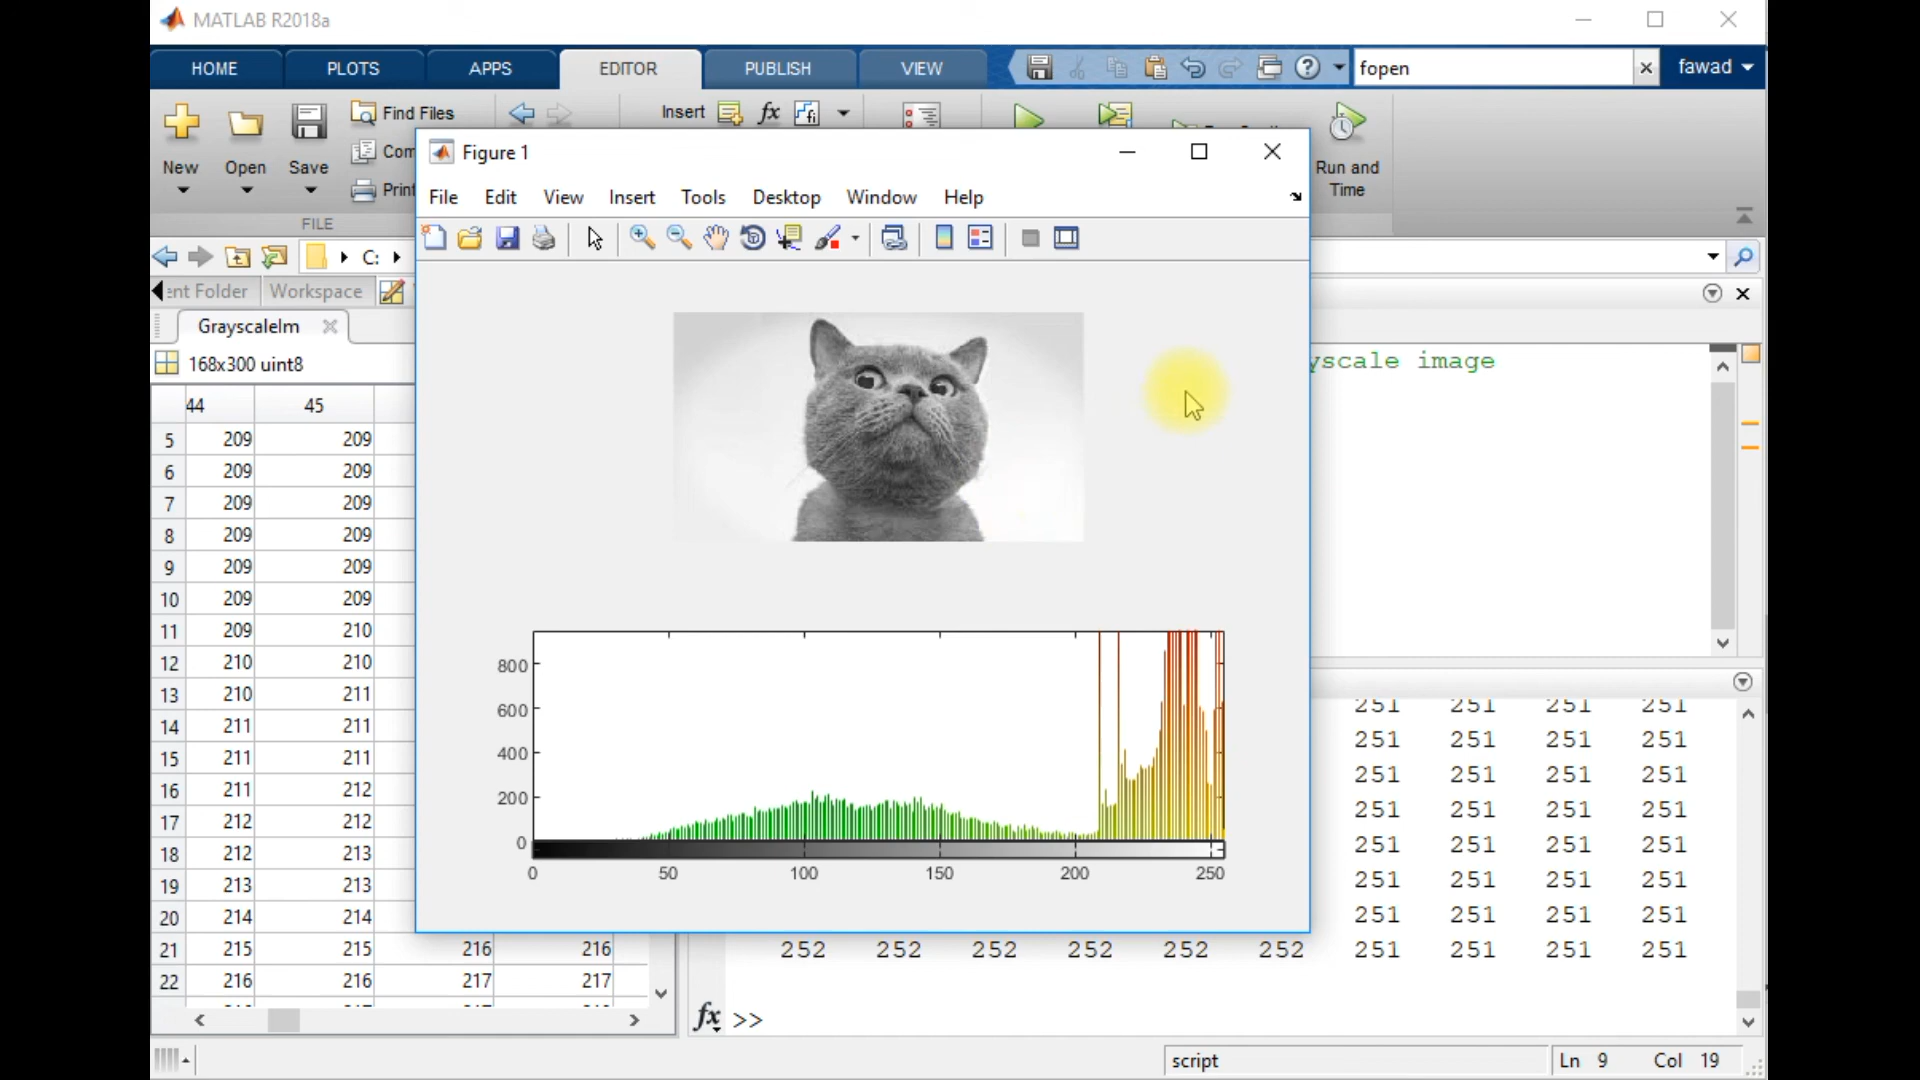 MATLAB R2018a
HOME PLOTS APPS EDITOR PUBLISH VIEW fopen fawad
New Open Save Find Files Insert fx fi Run and Time
Print
FILE
C:
ent Folder Workspace
GrayscaleIm
168x300 uint8
44 45
5 209 209
6 209 209
7 209 209
8 209 209
9 209 209
10 209 209
11 209 210
12 210 210
13 210 211
14 211 211
15 211 211
16 211 212
17 212 212
18 212 213
19 213 213
20 214 214
21 215 215 216 216
22 216 216 217 217
Figure 1
File Edit View Insert Tools Desktop Window Help
800
600
400
200
0
0 50 100 150 200 250
yscale image
251 251 251 251
251 251 251 251
251 251 251 251
251 251 251 251
251 251 251 251
251 251 251 251
251 251 251 251
252 252 252 252 252 252 251 251 251 251
fx >>
script Ln 9 Col 19